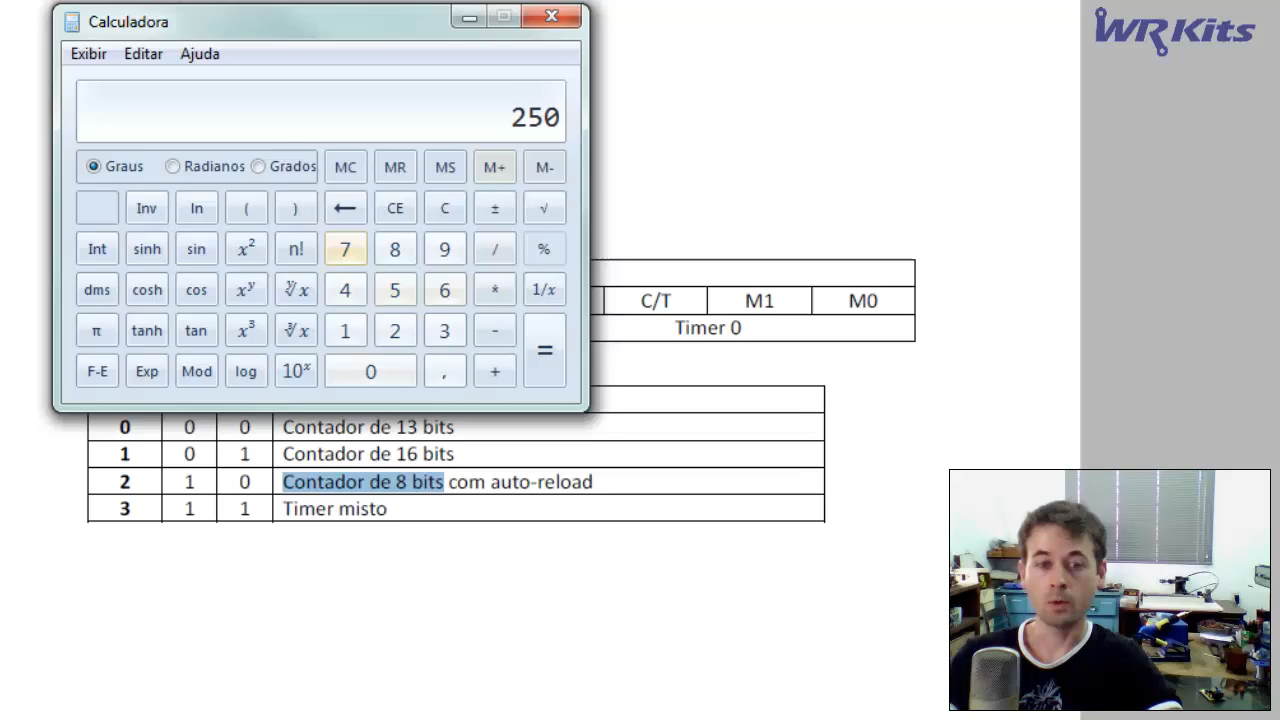 Calculadora
WR Kits
Exibir Editar Ajuda
250
Graus Radianos Grados MC MR MS M+ M-
Inv ln ( ) ← CE C ± √
Int sinh sin x² n! 7 8 9 / %
dms cosh cos xʸ ʸ√x 4 5 6 * 1/x
π tanh tan x³ ³√x 1 2 3 - =
F-E Exp Mod log 10ˣ 0 , +
C/T M1 M0
Timer 0
0 0 0 Contador de 13 bits
1 0 1 Contador de 16 bits
2 1 0 Contador de 8 bits com auto-reload
3 1 1 Timer misto